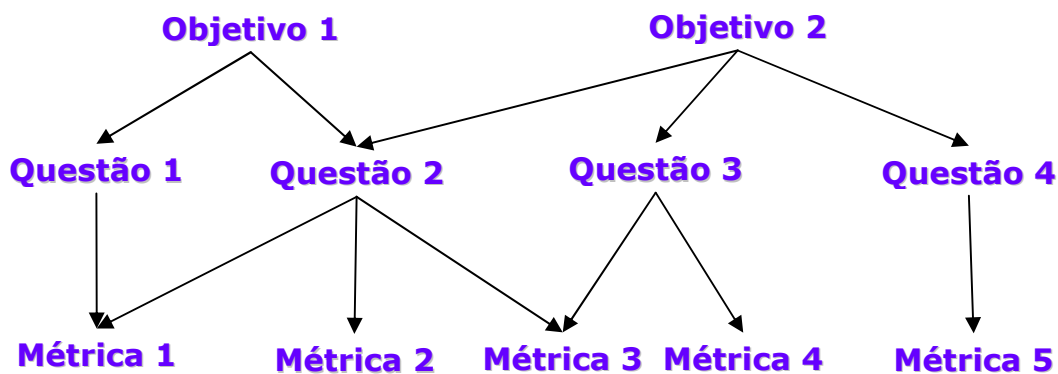 Objetivo 1
Objetivo 2
Questão 1
Questão 2
Questão 3
Questão 4
Métrica 1
Métrica 2
Métrica 3
Métrica 4
Métrica 5